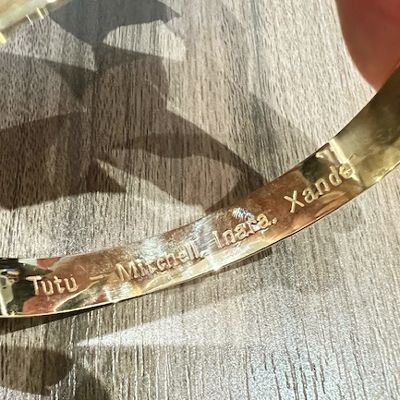 Tutu - Mitchell, Inara, Xande